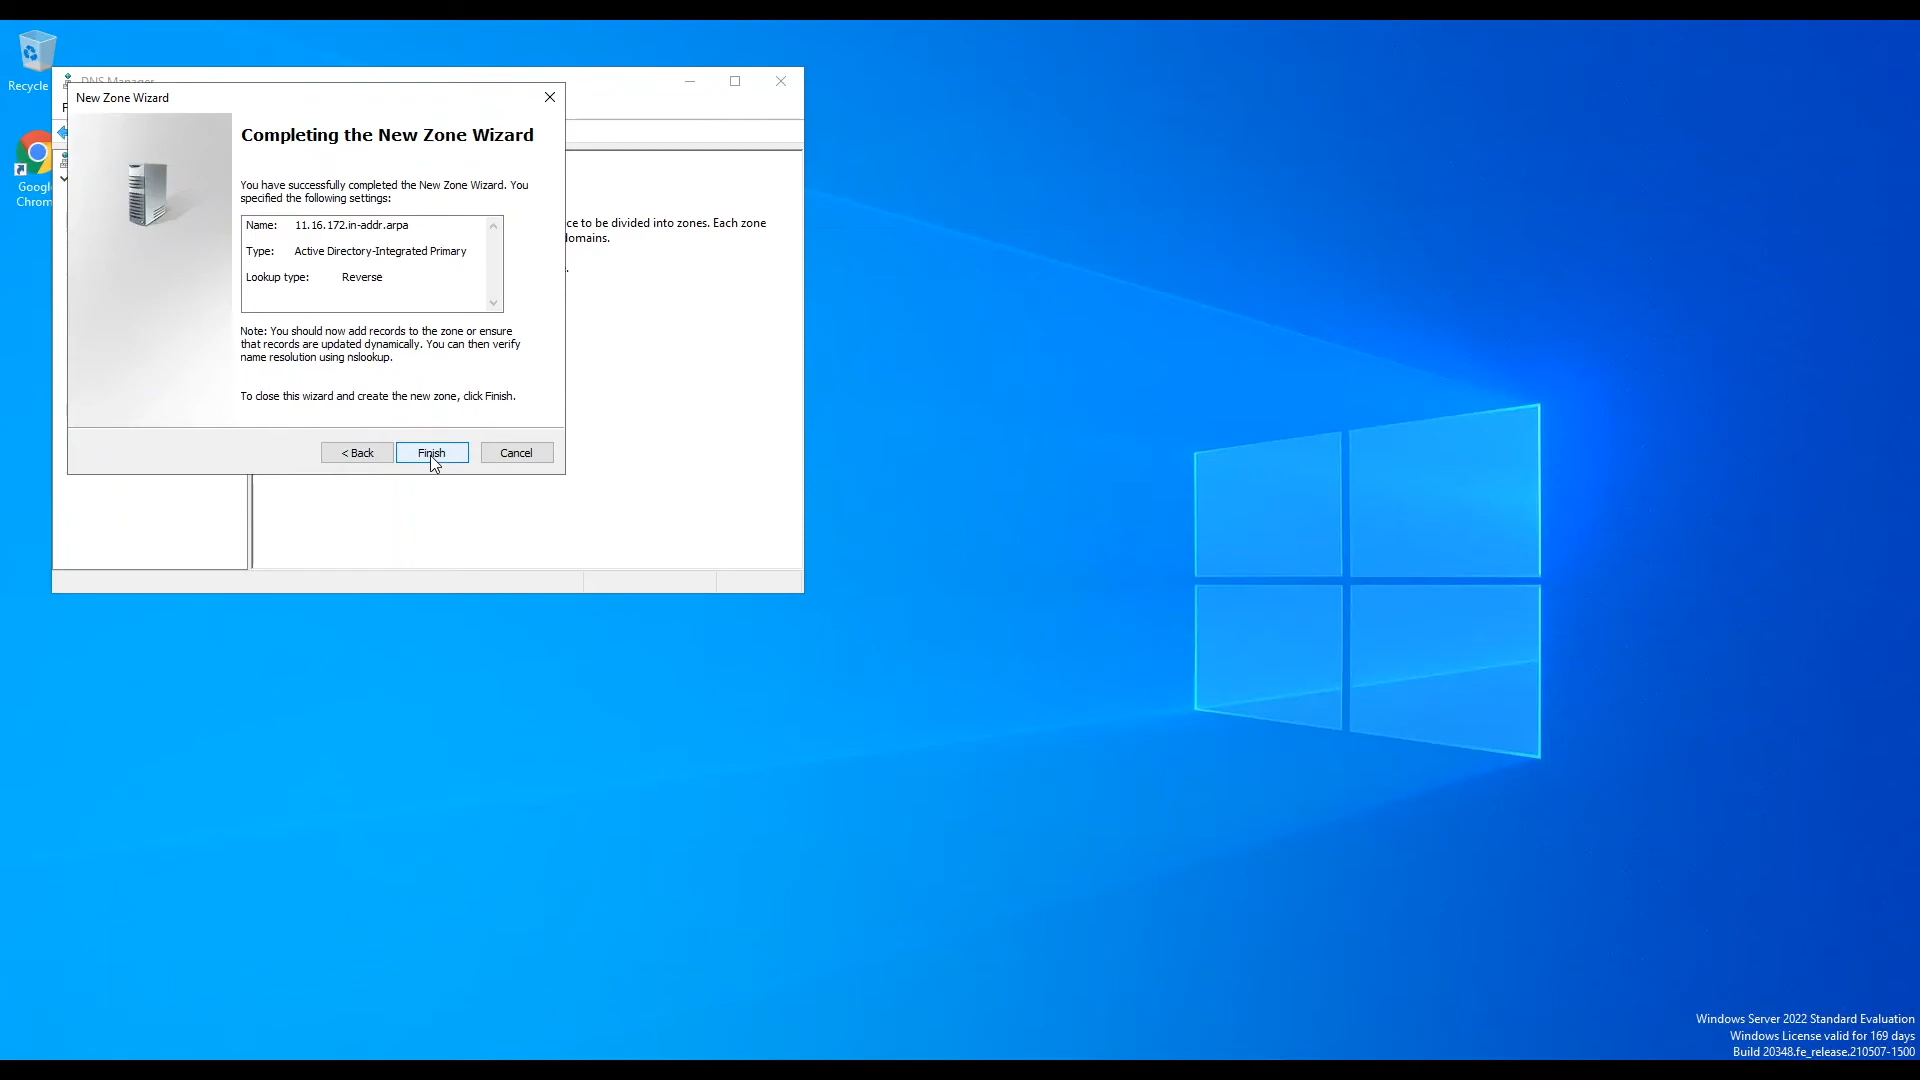 Recycle
Google
Chrom
DNS Manager
New Zone Wizard
Completing the New Zone Wizard
You have successfully completed the New Zone Wizard. You
specified the following settings:
Name: 11.16.172.in-addr.arpa
Type: Active Directory-Integrated Primary
Lookup type: Reverse
Note: You should now add records to the zone or ensure
that records are updated dynamically. You can then verify
name resolution using nslookup.
To close this wizard and create the new zone, click Finish.
< Back
Finish
Cancel
ce to be divided into zones. Each zone
domains.
Windows Server 2022 Standard Evaluation
Windows License valid for 169 days
Build 20348.fe_release.210507-1500